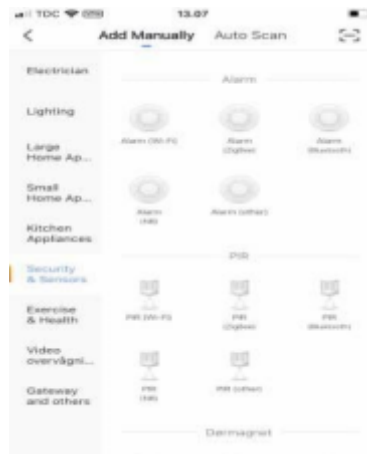 TDC
13.07
Add Manually Auto Scan
Electrician
Lighting
Large
Home Ap...
Small
Home Ap...
Kitchen
Appliances
Security
& Sensors
Exercise
& Health
Video
overvågni...
Gateway
and others
Alarm
Alarm (Wi-Fi)
Alarm
(ZigBee)
Alarm
(Bluetooth)
Alarm
(NB)
Alarm (other)
PIR
PIR (Wi-Fi)
PIR
(ZigBee)
PIR
(Bluetooth)
PIR
(NB)
PIR (other)
Dørmagnet